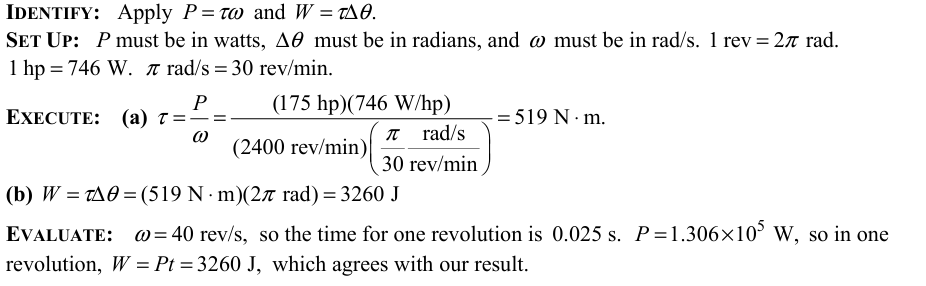 IDENTIFY: Apply P = τω and W = τΔθ.
SET UP: P must be in watts, Δθ must be in radians, and ω must be in rad/s. 1 rev = 2π rad.
1 hp = 746 W. π rad/s = 30 rev/min.
EXECUTE: (a) τ = P/ω = (175 hp)(746 W/hp) / (2400 rev/min)(π/30 rad/s / rev/min) = 519 N · m.
(b) W = τΔθ = (519 N · m)(2π rad) = 3260 J
EVALUATE: ω = 40 rev/s, so the time for one revolution is 0.025 s. P = 1.306×10⁵ W, so in one
revolution, W = Pt = 3260 J, which agrees with our result.